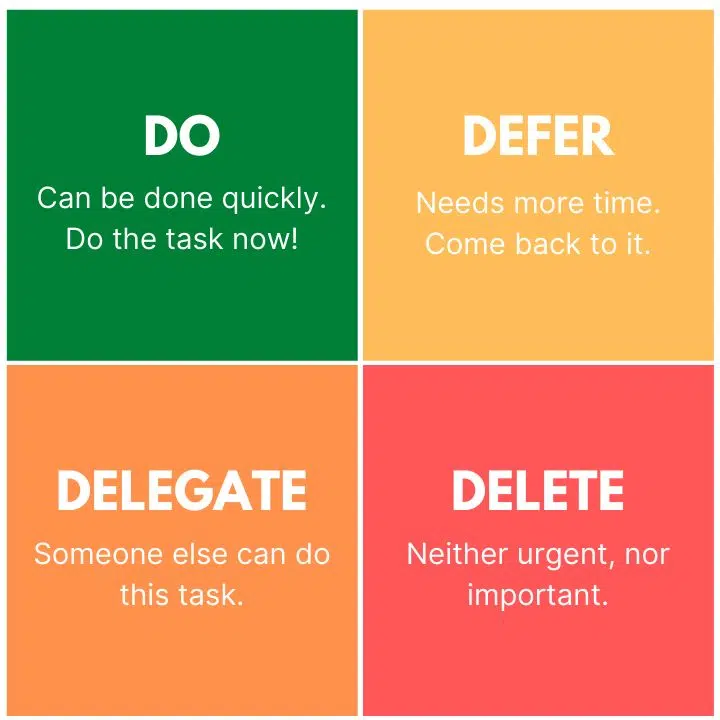 DO
Can be done quickly.
Do the task now!
DEFER
Needs more time.
Come back to it.
DELEGATE
Someone else can do
this task.
DELETE
Neither urgent, nor
important.